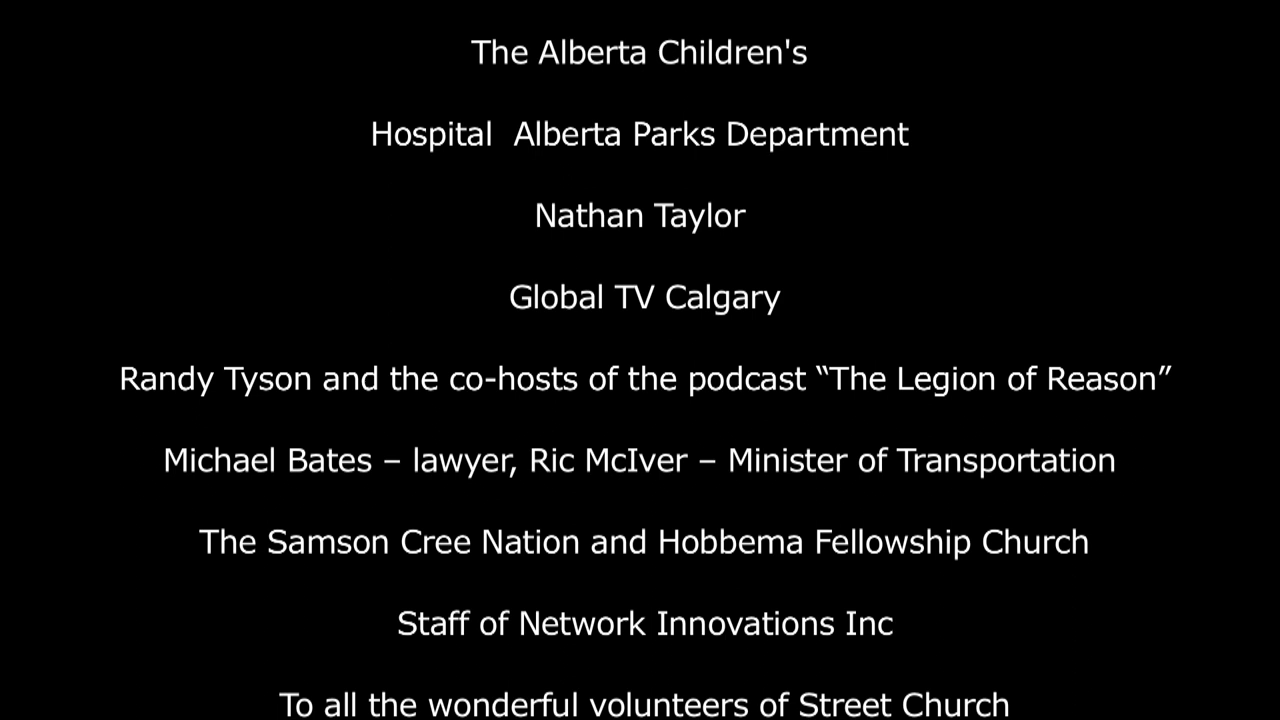 The Alberta Children's
Hospital  Alberta Parks Department
Nathan Taylor
Global TV Calgary
Randy Tyson and the co-hosts of the podcast “The Legion of Reason”
Michael Bates – lawyer, Ric McIver – Minister of Transportation
The Samson Cree Nation and Hobbema Fellowship Church
Staff of Network Innovations Inc
To all the wonderful volunteers of Street Church